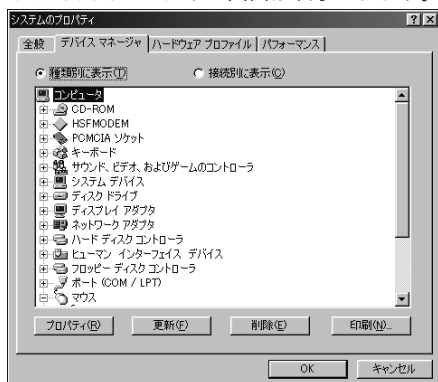 システムのプロパティ
全般 デバイス マネージャ ハードウェア プロファイル パフォーマンス
種類別に表示(T) 接続別に表示(C)
コンピュータ
CD-ROM
HSFMODEM
PCMCIA ソケット
キーボード
サウンド、ビデオ、およびゲームのコントローラ
システム デバイス
ディスク ドライブ
ディスプレイ アダプタ
ネットワーク アダプタ
ハード ディスク コントローラ
ヒューマン インターフェイス デバイス
フロッピー ディスク コントローラ
ポート (COM / LPT)
マウス
プロパティ(R) 更新(F) 削除(E) 印刷(N)...
OK キャンセル